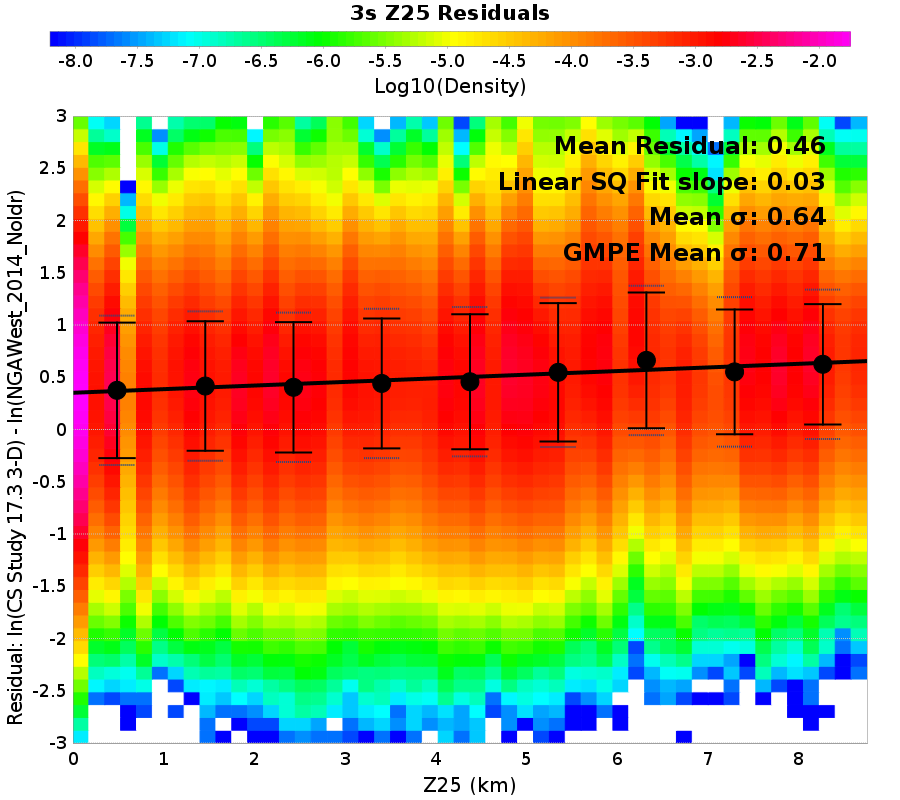 3s Z25 Residuals
-8.0 -7.5 -7.0 -6.5 -6.0 -5.5 -5.0 -4.5 -4.0 -3.5 -3.0 -2.5 -2.0
Log10(Density)
Mean Residual: 0.46
Linear SQ Fit slope: 0.03
Mean σ: 0.64
GMPE Mean σ: 0.71
Residual: ln(CS Study 17.3 3-D) - ln(NGAWest_2014_NoIdr)
3
2.5
2
1.5
1
0.5
0
-0.5
-1
-1.5
-2
-2.5
-3
0 1 2 3 4 5 6 7 8
Z25 (km)